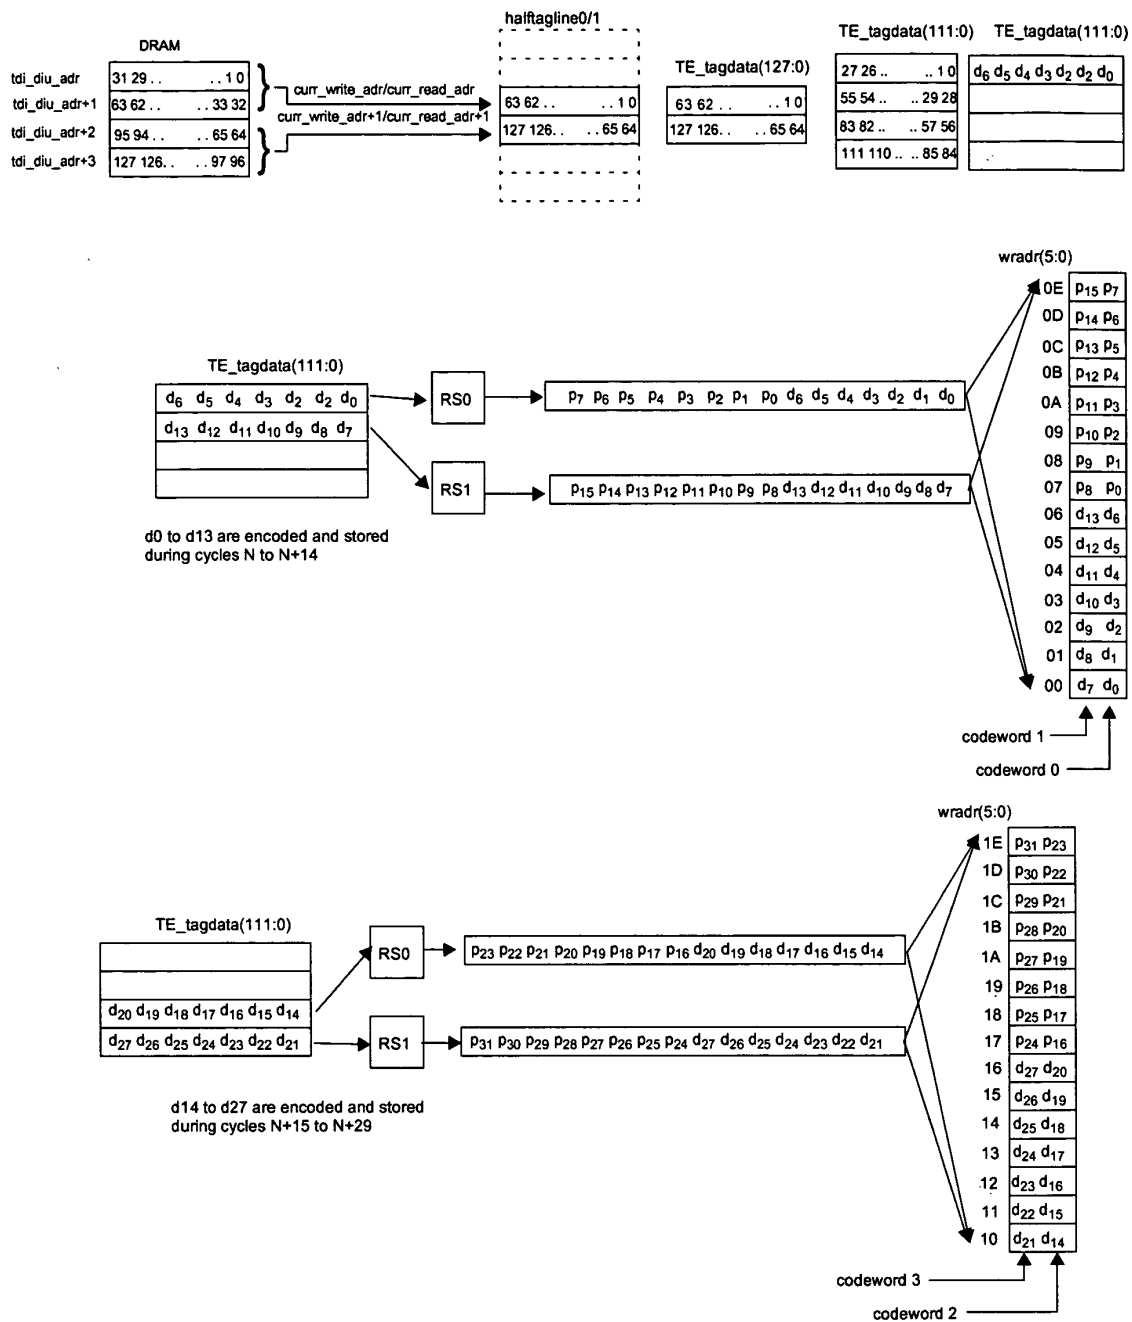 halftagline0/1
DRAM
TE_tagdata(111:0) TE_tagdata(111:0)
TE_tagdata(127:0)
tdi_diu_adr
31 29 . . . . 1 0
tdi_diu_adr+1
63 62 . . . . 33 32
tdi_diu_adr+2
95 94 . . . . 65 64
tdi_diu_adr+3
127 126. . . . 97 96
curr_write_adr/curr_read_adr
curr_write_adr+1/curr_read_adr+1
63 62 . . . . 1 0
127 126. . . . 65 64
63 62 . . . . 1 0
127 126. . . . 65 64
27 26 . . . . 1 0
55 54 . . . . 29 28
83 82 . . . . 57 56
111 110 . . . . 85 84
d6 d5 d4 d3 d2 d2 d0
wradr(5:0)
0E p15 p7
0D p14 p6
0C p13 p5
0B p12 p4
0A p11 p3
09 p10 p2
08 p9 p1
07 p8 p0
06 d13 d6
05 d12 d5
04 d11 d4
03 d10 d3
02 d9 d2
01 d8 d1
00 d7 d0
codeword 1
codeword 0
TE_tagdata(111:0)
d6 d5 d4 d3 d2 d2 d0
d13 d12 d11 d10 d9 d8 d7
RS0
RS1
p7 p6 p5 p4 p3 p2 p1 p0 d6 d5 d4 d3 d2 d1 d0
p15 p14 p13 p12 p11 p10 p9 p8 d13 d12 d11 d10 d9 d8 d7
d0 to d13 are encoded and stored
during cycles N to N+14
wradr(5:0)
1E p31 p23
1D p30 p22
1C p29 p21
1B p28 p20
1A p27 p19
19 p26 p18
18 p25 p17
17 p24 p16
16 d27 d20
15 d26 d19
14 d25 d18
13 d24 d17
12 d23 d16
11 d22 d15
10 d21 d14
codeword 3
codeword 2
TE_tagdata(111:0)
d20 d19 d18 d17 d16 d15 d14
d27 d26 d25 d24 d23 d22 d21
RS0
RS1
p23 p22 p21 p20 p19 p18 p17 p16 d20 d19 d18 d17 d16 d15 d14
p31 p30 p29 p28 p27 p26 p25 p24 d27 d26 d25 d24 d23 d22 d21
d14 to d27 are encoded and stored
during cycles N+15 to N+29